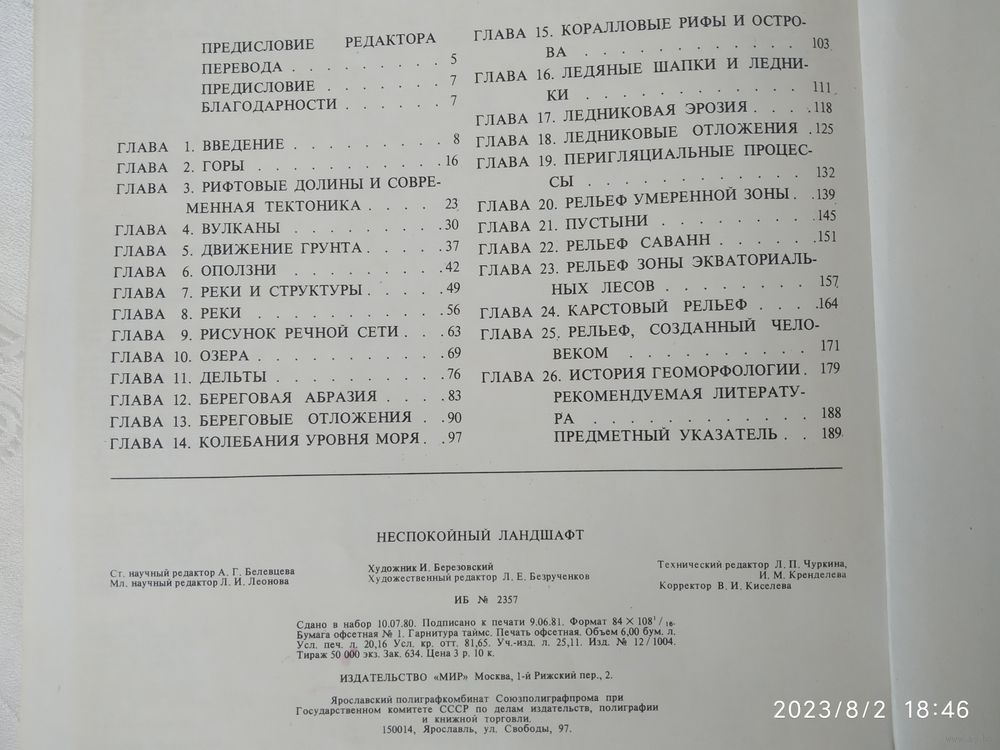 ПРЕДИСЛОВИЕ РЕДАКТОРА
ПЕРЕВОДА . . . . . . . . . 5
ПРЕДИСЛОВИЕ . . . . . . . 7
БЛАГОДАРНОСТИ . . . . . . 7
ГЛАВА 1. ВВЕДЕНИЕ . . . . . . . . . 8
ГЛАВА 2. ГОРЫ . . . . . . . . . . 16
ГЛАВА 3. РИФТОВЫЕ ДОЛИНЫ И СОВРЕ-
МЕННАЯ ТЕКТОНИКА . . . . 23
ГЛАВА 4. ВУЛКАНЫ . . . . . . . . . 30
ГЛАВА 5. ДВИЖЕНИЕ ГРУНТА . . . . . 37
ГЛАВА 6. ОПОЛЗНИ . . . . . . . . . 42
ГЛАВА 7. РЕКИ И СТРУКТУРЫ . . . . . 49
ГЛАВА 8. РЕКИ . . . . . . . . . . . 56
ГЛАВА 9. РИСУНОК РЕЧНОЙ СЕТИ . . . . 63
ГЛАВА 10. ОЗЕРА . . . . . . . . . . . 69
ГЛАВА 11. ДЕЛЬТЫ . . . . . . . . . . 76
ГЛАВА 12. БЕРЕГОВАЯ АБРАЗИЯ . . . . 83
ГЛАВА 13. БЕРЕГОВЫЕ ОТЛОЖЕНИЯ . . . 90
ГЛАВА 14. КОЛЕБАНИЯ УРОВНЯ МОРЯ . . . 97
ГЛАВА 15. КОРАЛЛОВЫЕ РИФЫ И ОСТРО-
ВА . . . . . . . . . . . 103
ГЛАВА 16. ЛЕДЯНЫЕ ШАПКИ И ЛЕДНИ-
КИ . . . . . . . . . . . 111
ГЛАВА 17. ЛЕДНИКОВАЯ ЭРОЗИЯ . . . . 118
ГЛАВА 18. ЛЕДНИКОВЫЕ ОТЛОЖЕНИЯ . 125
ГЛАВА 19. ПЕРИГЛЯЦИАЛЬНЫЕ ПРОЦЕС-
СЫ . . . . . . . . . . . 132
ГЛАВА 20. РЕЛЬЕФ УМЕРЕННОЙ ЗОНЫ . . 139
ГЛАВА 21. ПУСТЫНИ . . . . . . . . . 145
ГЛАВА 22. РЕЛЬЕФ САВАНН . . . . . . 151
ГЛАВА 23. РЕЛЬЕФ ЗОНЫ ЭКВАТОРИАЛЬ-
НЫХ ЛЕСОВ . . . . . . . 157
ГЛАВА 24. КАРСТОВЫЙ РЕЛЬЕФ . . . . 164
ГЛАВА 25. РЕЛЬЕФ, СОЗДАННЫЙ ЧЕЛО-
ВЕКОМ . . . . . . . . . 171
ГЛАВА 26. ИСТОРИЯ ГЕОМОРФОЛОГИИ . 179
РЕКОМЕНДУЕМАЯ ЛИТЕРАТУ-
РА . . . . . . . . . . . 188
ПРЕДМЕТНЫЙ УКАЗАТЕЛЬ . . 189
НЕСПОКОЙНЫЙ ЛАНДШАФТ
Ст. научный редактор А. Г. Белевцева
Мл. научный редактор Л. И. Леонова
Художник И. Березовский
Художественный редактор Л. Е. Безрученков
Технический редактор Л. П. Чуркина,
И. М. Кренделева
Корректор В. И. Киселева
ИБ № 2357
Сдано в набор 10.07.80. Подписано к печати 9.06.81. Формат 84 × 108¹/₁₆.
Бумага офсетная № 1. Гарнитура таймс. Печать офсетная. Объем 6,00 бум. л.
Усл. печ. л. 20,16 Усл. кр. отт. 81,65. Уч.-изд. л. 25,11. Изд. № 12/1004.
Тираж 50 000 экз. Зак. 634. Цена 3 р. 10 к.
ИЗДАТЕЛЬСТВО «МИР» Москва, 1-й Рижский пер., 2.
Ярославский полиграфкомбинат Союзполиграфпрома при
Государственном комитете СССР по делам издательств, полиграфии
и книжной торговли.
150014, Ярославль, ул. Свободы, 97.
2023/8/2 18:46